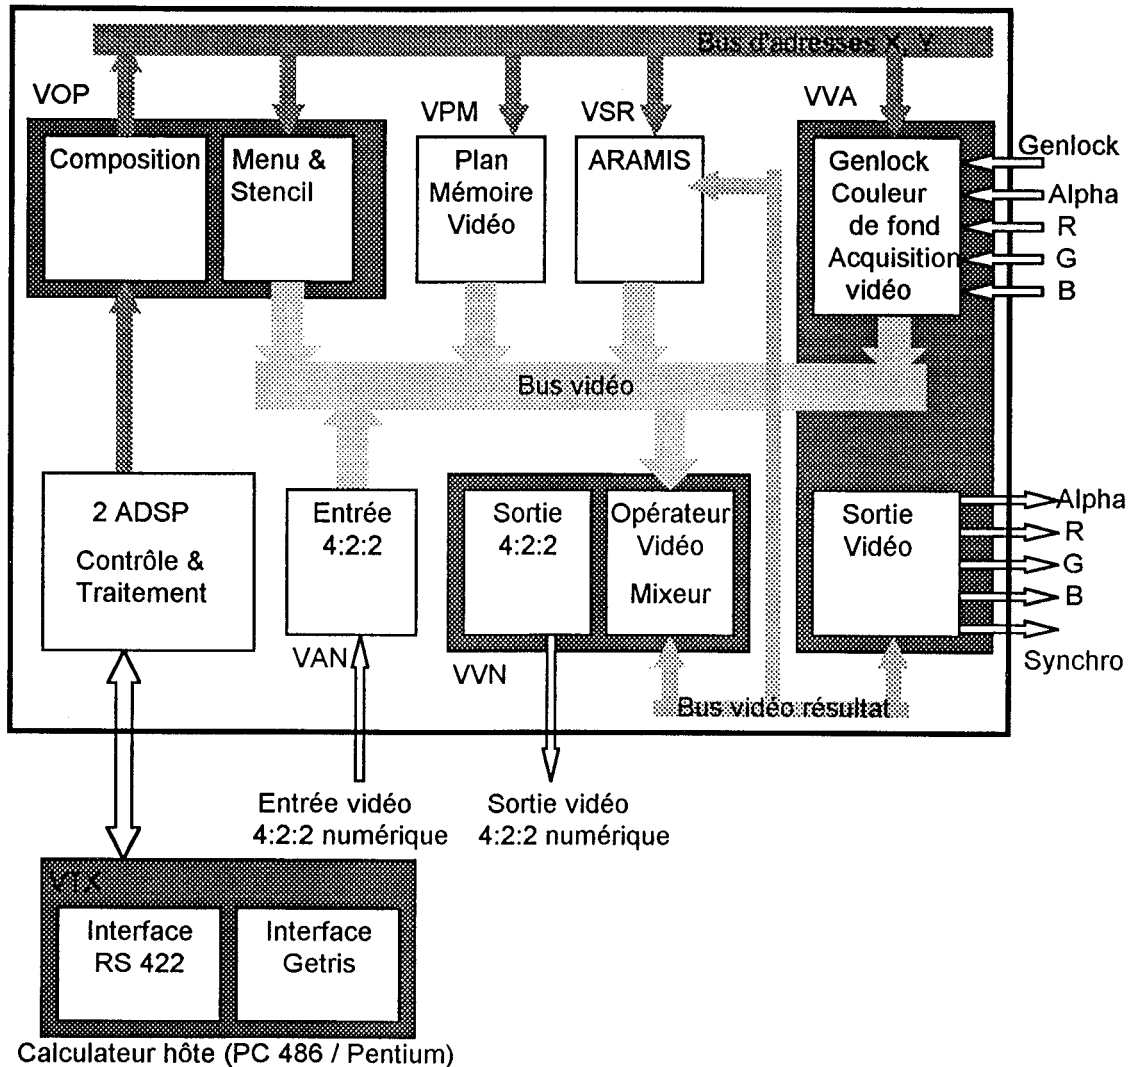 Bus d'adresses X, Y
VOP
VPM
VSR
VVA
Composition
Menu &
Stencil
Plan
Mémoire
Vidéo
ARAMIS
Genlock
Couleur
de fond
Acquisition
vidéo
Genlock
Alpha
R
G
B
Bus vidéo
2 ADSP
Contrôle &
Traitement
Entrée
4:2:2
Sortie
4:2:2
Opérateur
Vidéo
Mixeur
Sortie
Vidéo
Alpha
R
G
B
Synchro
VAN
VVN
Bus vidéo résultat
Entrée vidéo
4:2:2 numérique
Sortie vidéo
4:2:2 numérique
VTX
Interface
RS 422
Interface
Getris
Calculateur hôte (PC 486 / Pentium)